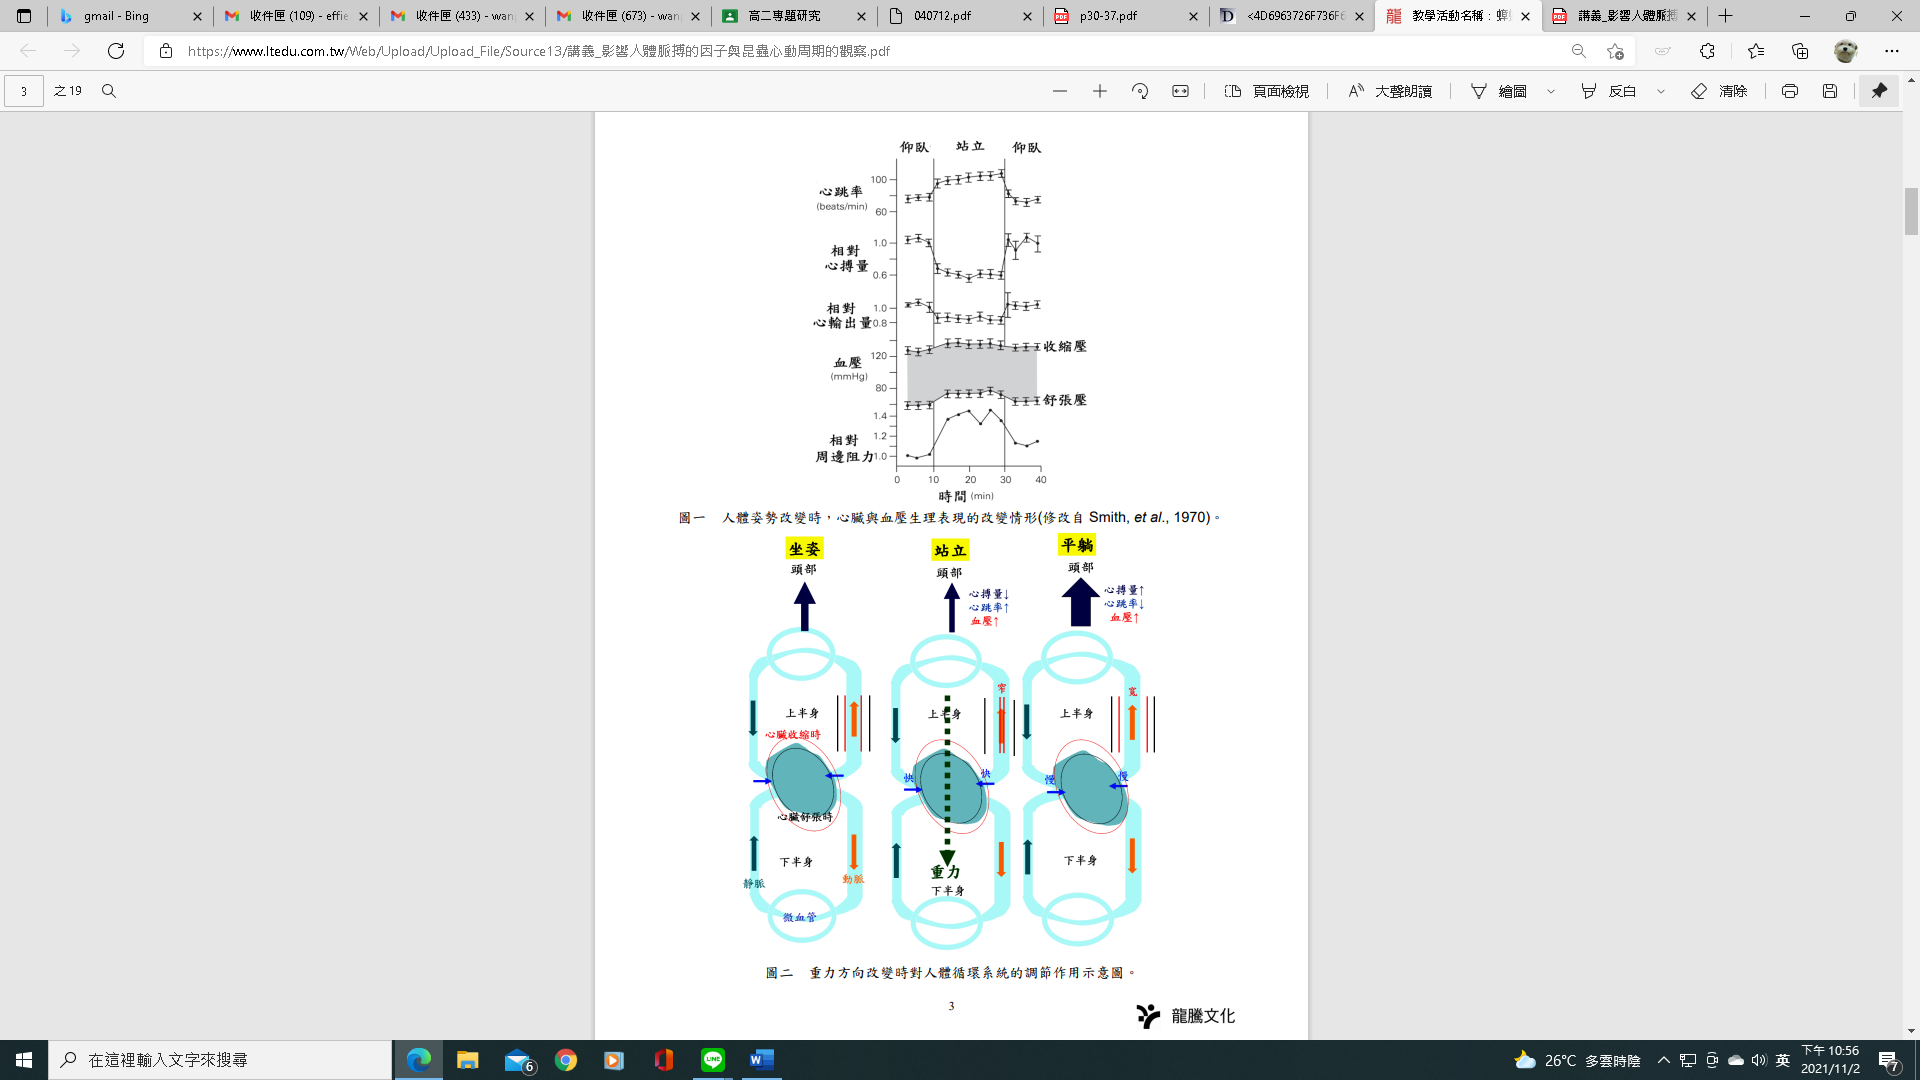 gmail - Bing
收件匣 (109) - effie
收件匣 (433) - wan
收件匣 (673) - wan
高二專題研究
040712.pdf
p30-37.pdf
<4D6963726F736F6
教學活動名稱：蟑
講義_影響人體脈搏
https://www.ltedu.com.tw/Web/Upload/Upload_File/Source13/講義_影響人體脈搏的因子與昆蟲心動周期的觀察.pdf
3 之 19
頁面檢視
大聲朗讀
繪圖
反白
清除
仰臥 站立 仰臥
心跳率
(beats/min)
100
60
相對
心搏量
1.0
0.6
相對
心輸出量
1.0
0.8
血壓
(mmHg)
120
80
收縮壓
舒張壓
相對
周邊阻力
1.4
1.2
1.0
0 10 20 30 40
時間 (min)
圖一 人體姿勢改變時，心臟與血壓生理表現的改變情形(修改自 Smith, et al., 1970)。
坐姿
頭部
上半身
心臟收縮時
心臟舒張時
下半身
靜脈
動脈
微血管
站立
頭部
心搏量↓
心跳率↑
血壓↑
窄
上半身
快 快
重力
下半身
平躺
頭部
心搏量↑
心跳率↓
血壓↑
寬
上半身
慢 慢
下半身
圖二 重力方向改變時對人體循環系統的調節作用示意圖。
3
龍騰文化
在這裡輸入文字來搜尋
6
26°C 多雲時陰
英
下午 10:56
2021/11/2
7